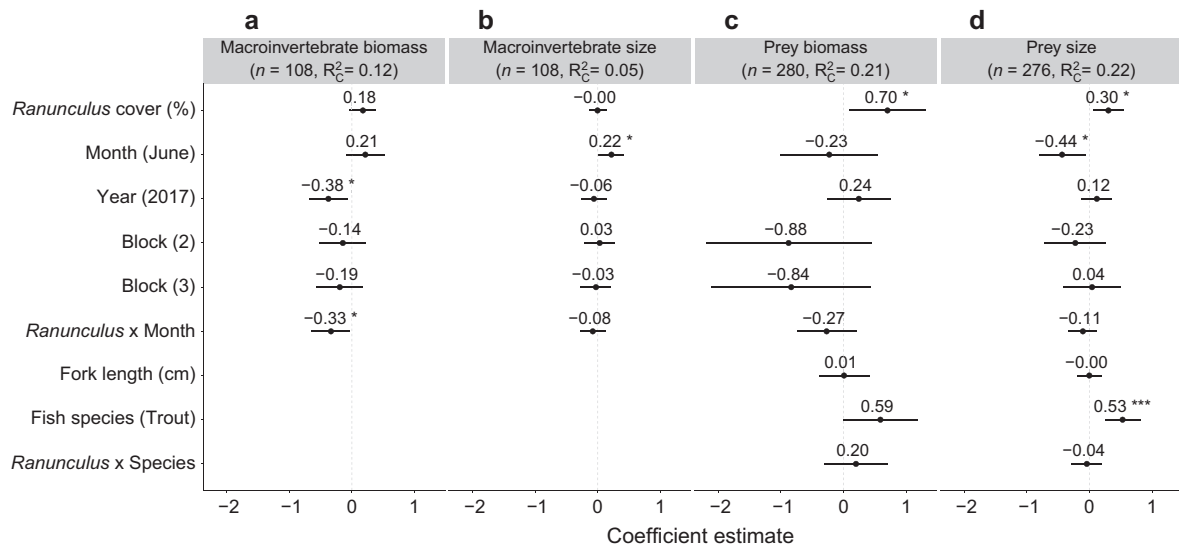 a b c d
Macroinvertebrate biomass Macroinvertebrate size Prey biomass Prey size
(n = 108, R²C= 0.12) (n = 108, R²C= 0.05) (n = 280, R²C= 0.21) (n = 276, R²C= 0.22)
Ranunculus cover (%) 0.18 −0.00 0.70 * 0.30 *
Month (June) 0.21 0.22 * −0.23 −0.44 *
Year (2017) −0.38 * −0.06 0.24 0.12
Block (2) −0.14 0.03 −0.88 −0.23
Block (3) −0.19 −0.03 −0.84 0.04
Ranunculus x Month −0.33 * −0.08 −0.27 −0.11
Fork length (cm) 0.01 −0.00
Fish species (Trout) 0.59 0.53 ***
Ranunculus x Species 0.20 −0.04
−2 −1 0 1 −2 −1 0 1 −2 −1 0 1 −2 −1 0 1
Coefficient estimate